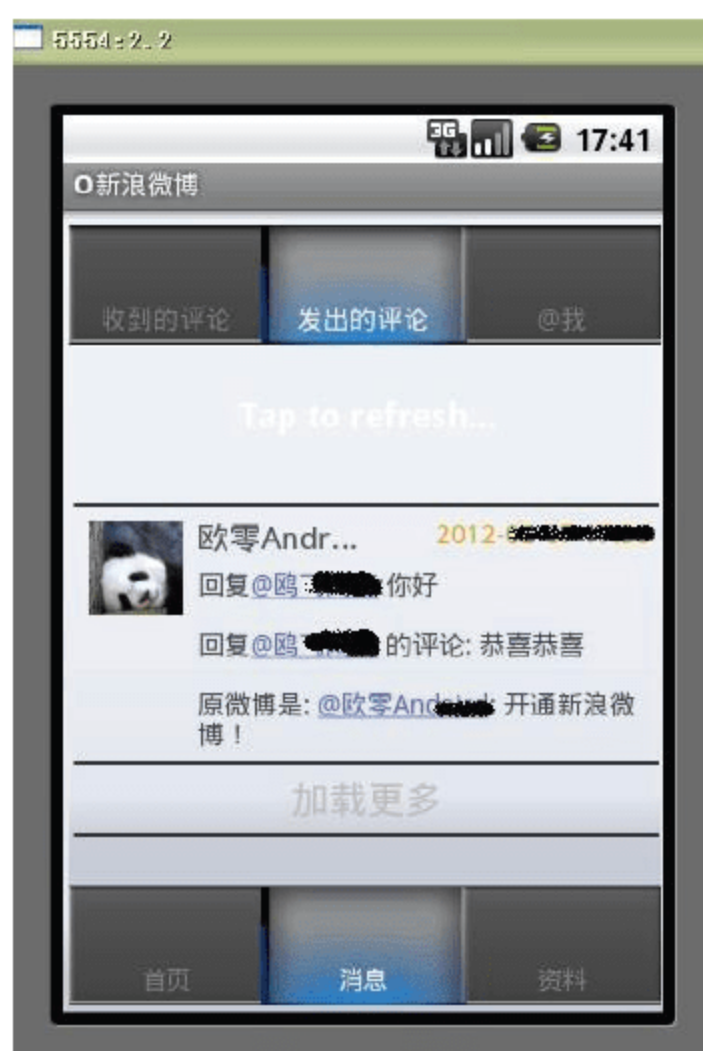 5554:2.2
3G 17:41
O新浪微博
收到的评论 发出的评论 @我
Tap to refresh...
欧零Andr... 2012-
回复@鸥 你好
回复@鸥 的评论: 恭喜恭喜
原微博是: @欧零And : 开通新浪微
博！
加载更多
首页 消息 资料